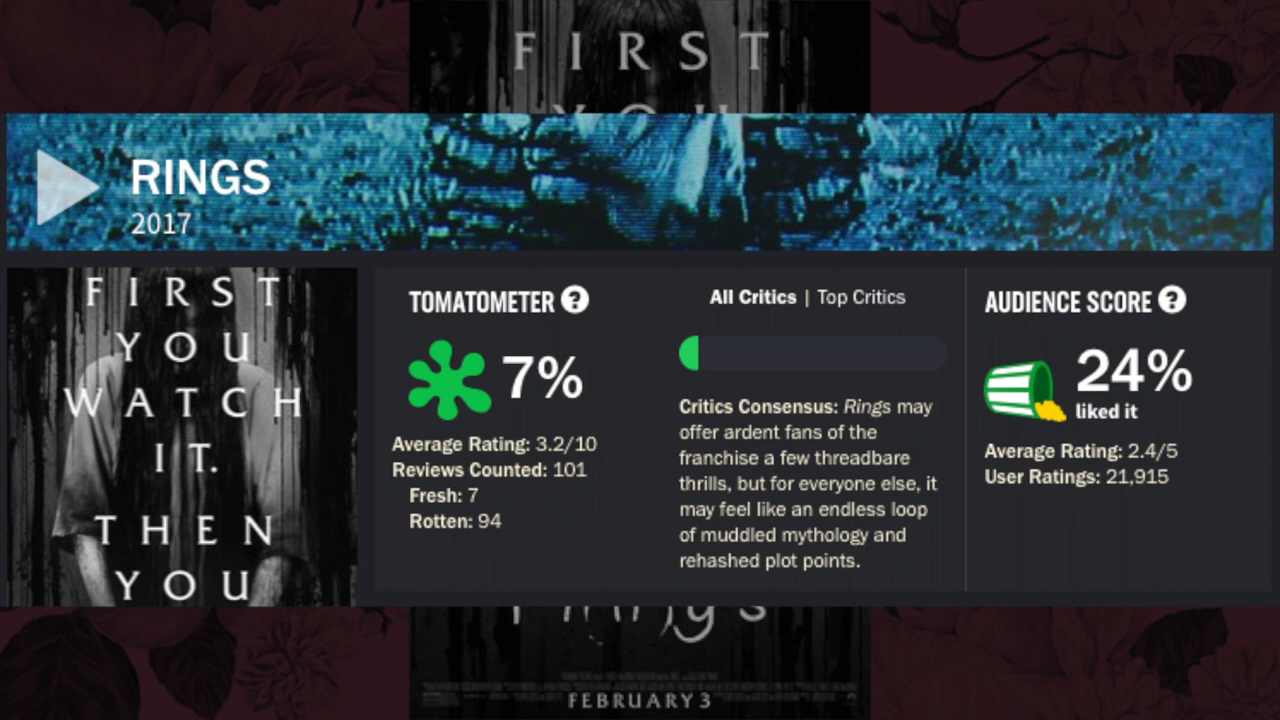 FIRST
YOU
RINGS
2017
FIRST
YOU
WATCH
IT.
THEN
YOU
TOMATOMETER ?
7%
Average Rating: 3.2/10
Reviews Counted: 101
Fresh: 7
Rotten: 94
All Critics | Top Critics
Critics Consensus: Rings may
offer ardent fans of the
franchise a few threadbare
thrills, but for everyone else, it
may feel like an endless loop
of muddled mythology and
rehashed plot points.
AUDIENCE SCORE ?
24%
liked it
Average Rating: 2.4/5
User Ratings: 21,915
Rings
FEBRUARY 3